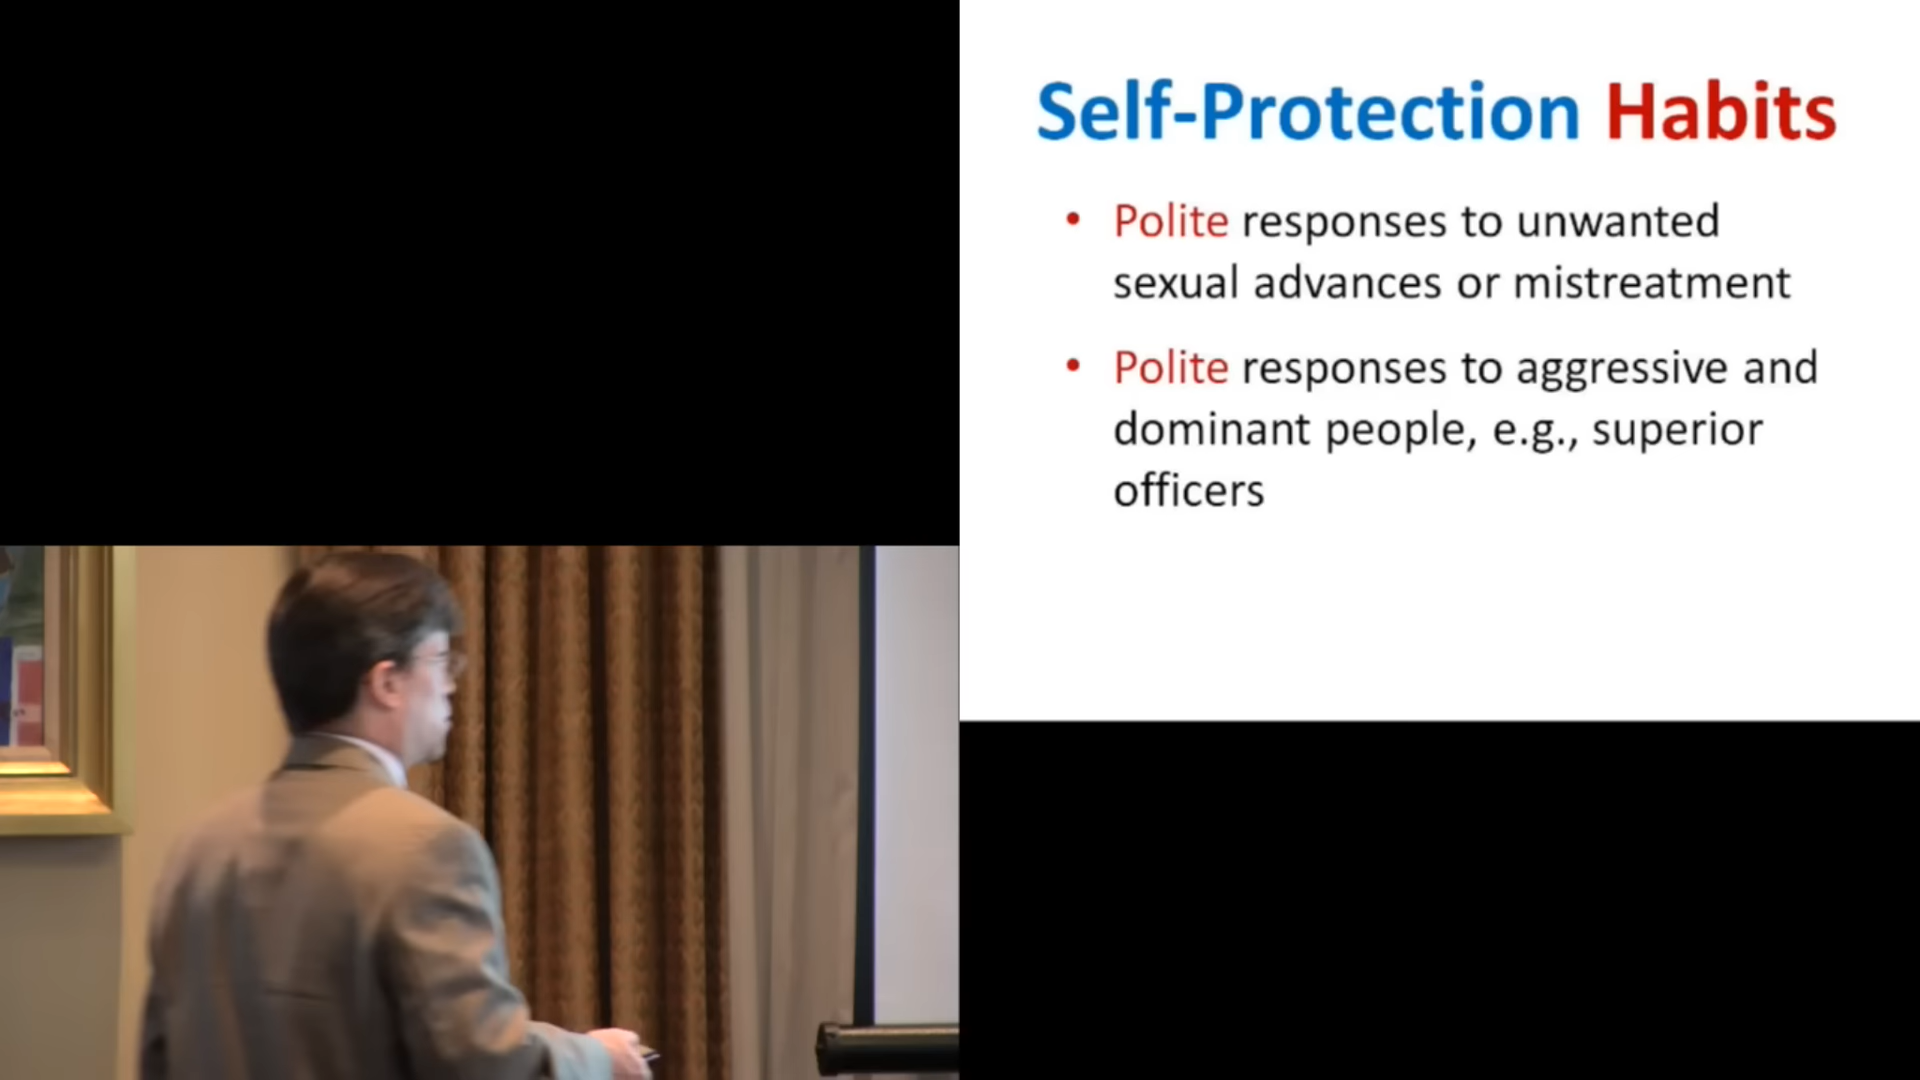 Self-Protection Habits
• Polite responses to unwanted
sexual advances or mistreatment
• Polite responses to aggressive and
dominant people, e.g., superior
officers